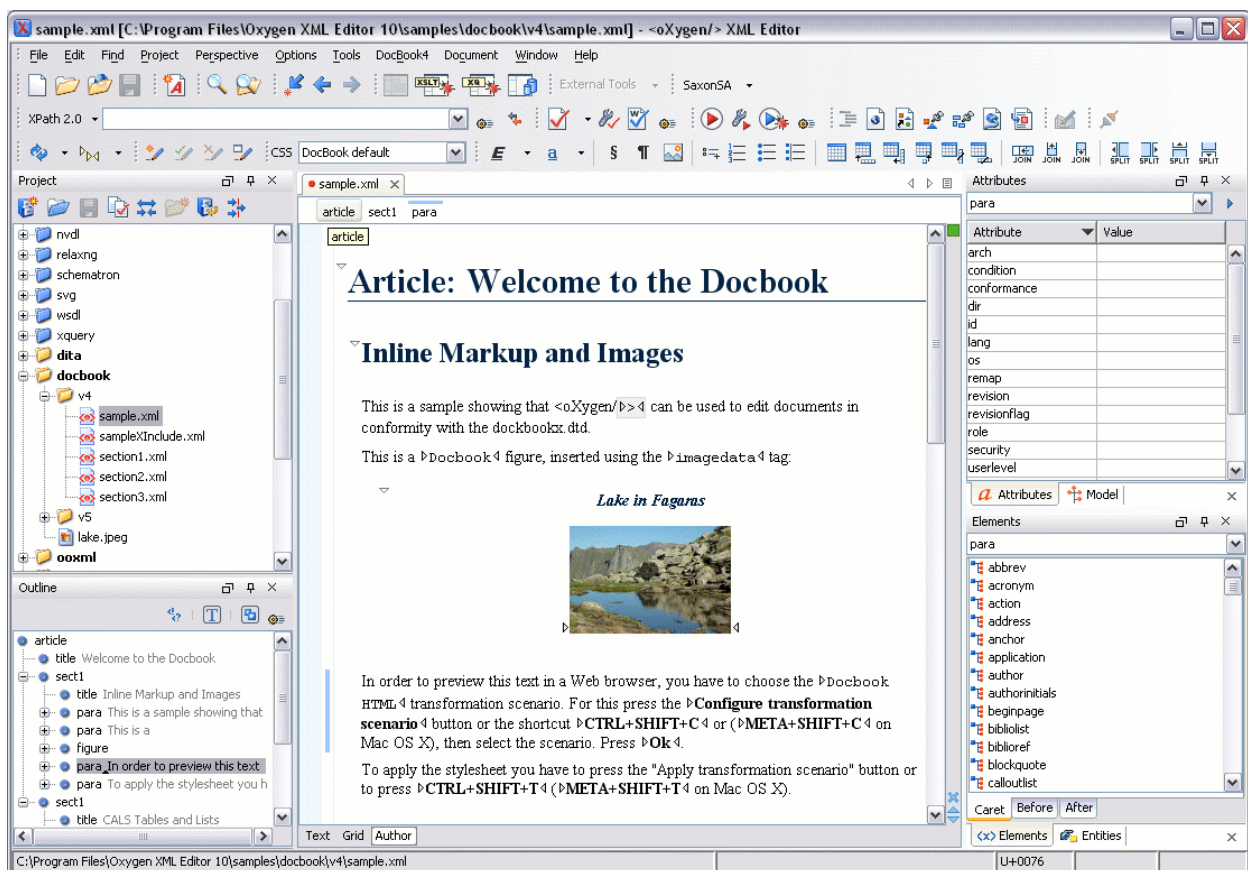 sample.xml [C:\Program Files\Oxygen XML Editor 10\samples\docbook\v4\sample.xml] - <oXygen/> XML Editor
File Edit Find Project Perspective Options Tools DocBook4 Document Window Help
XSLT XQ External Tools SaxonSA
XPath 2.0
CSS DocBook default E a § ¶ JOIN JOIN JOIN SPLIT SPLIT SPLIT SPLIT
Project
nvdl
relaxng
schematron
svg
wsdl
xquery
dita
docbook
v4
sample.xml
sampleXInclude.xml
section1.xml
section2.xml
section3.xml
v5
lake.jpeg
ooxml
Outline
article
title Welcome to the Docbook
sect1
title Inline Markup and Images
para This is a sample showing that
para This is a
figure
para In order to preview this text
para To apply the stylesheet you h
sect1
title CALS Tables and Lists
sample.xml
article sect1 para
article
Article: Welcome to the Docbook
Inline Markup and Images
This is a sample showing that <oXygen/>> can be used to edit documents in
conformity with the dockbookx.dtd.
This is a Docbook figure, inserted using the imagedata tag:
Lake in Fagaras
In order to preview this text in a Web browser, you have to choose the Docbook
HTML transformation scenario. For this press the Configure transformation
scenario button or the shortcut CTRL+SHIFT+C or (META+SHIFT+C on
Mac OS X), then select the scenario. Press Ok.
To apply the stylesheet you have to press the "Apply transformation scenario" button or
to press CTRL+SHIFT+T (META+SHIFT+T on Mac OS X).
Text Grid Author
Attributes
para
Attribute Value
arch
condition
conformance
dir
id
lang
os
remap
revision
revisionflag
role
security
userlevel
a Attributes Model
Elements
para
abbrev
acronym
action
address
anchor
application
author
authorinitials
beginpage
bibliolist
biblioref
blockquote
calloutlist
Caret Before After
Elements Entities
C:\Program Files\Oxygen XML Editor 10\samples\docbook\v4\sample.xml U+0076